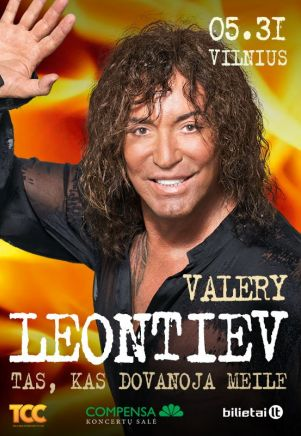 05.31
VILNIUS
VALERY
LEONTIEV
TAS, KAS DOVANOJA MEILĘ
TCC
COMPENSA
KONCERTŲ SALĖ
bilietai lt